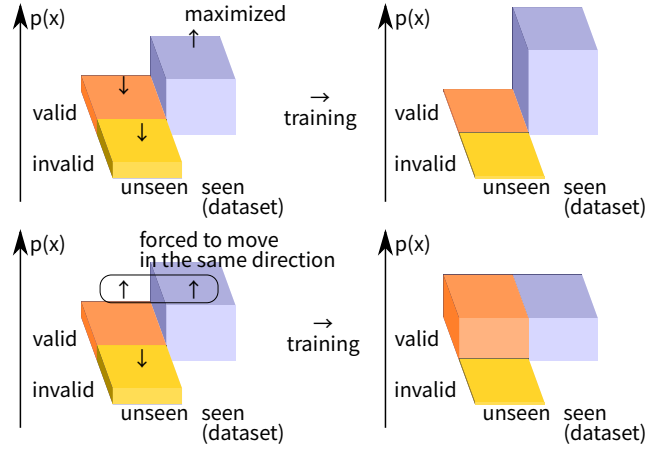 p(x)
maximized
↑
↓
↓
valid
invalid
unseen
seen
(dataset)
→
training
p(x)
valid
invalid
unseen
seen
(dataset)
p(x)
forced to move
in the same direction
↑ ↑
↓
valid
invalid
unseen
seen
(dataset)
→
training
p(x)
valid
invalid
unseen
seen
(dataset)